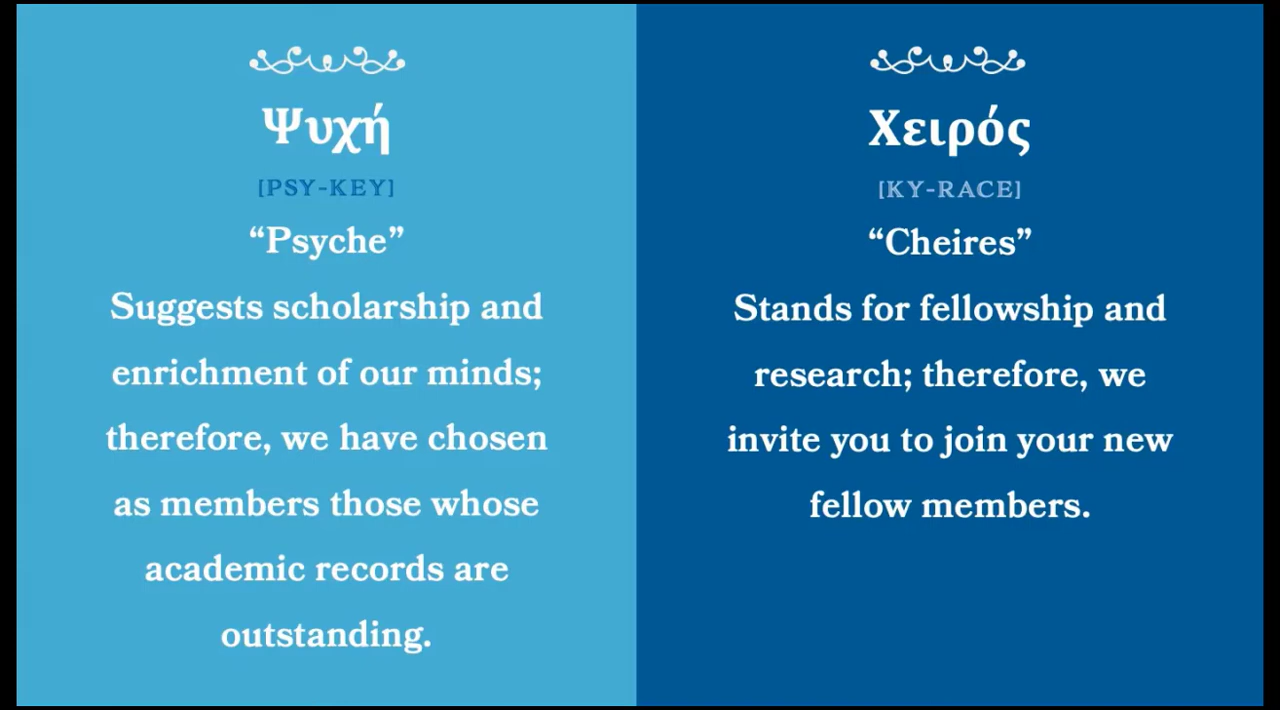 Ψυχή
[PSY-KEY]
“Psyche”
Suggests scholarship and
enrichment of our minds;
therefore, we have chosen
as members those whose
academic records are
outstanding.
Χειρός
[KY-RACE]
“Cheires”
Stands for fellowship and
research; therefore, we
invite you to join your new
fellow members.